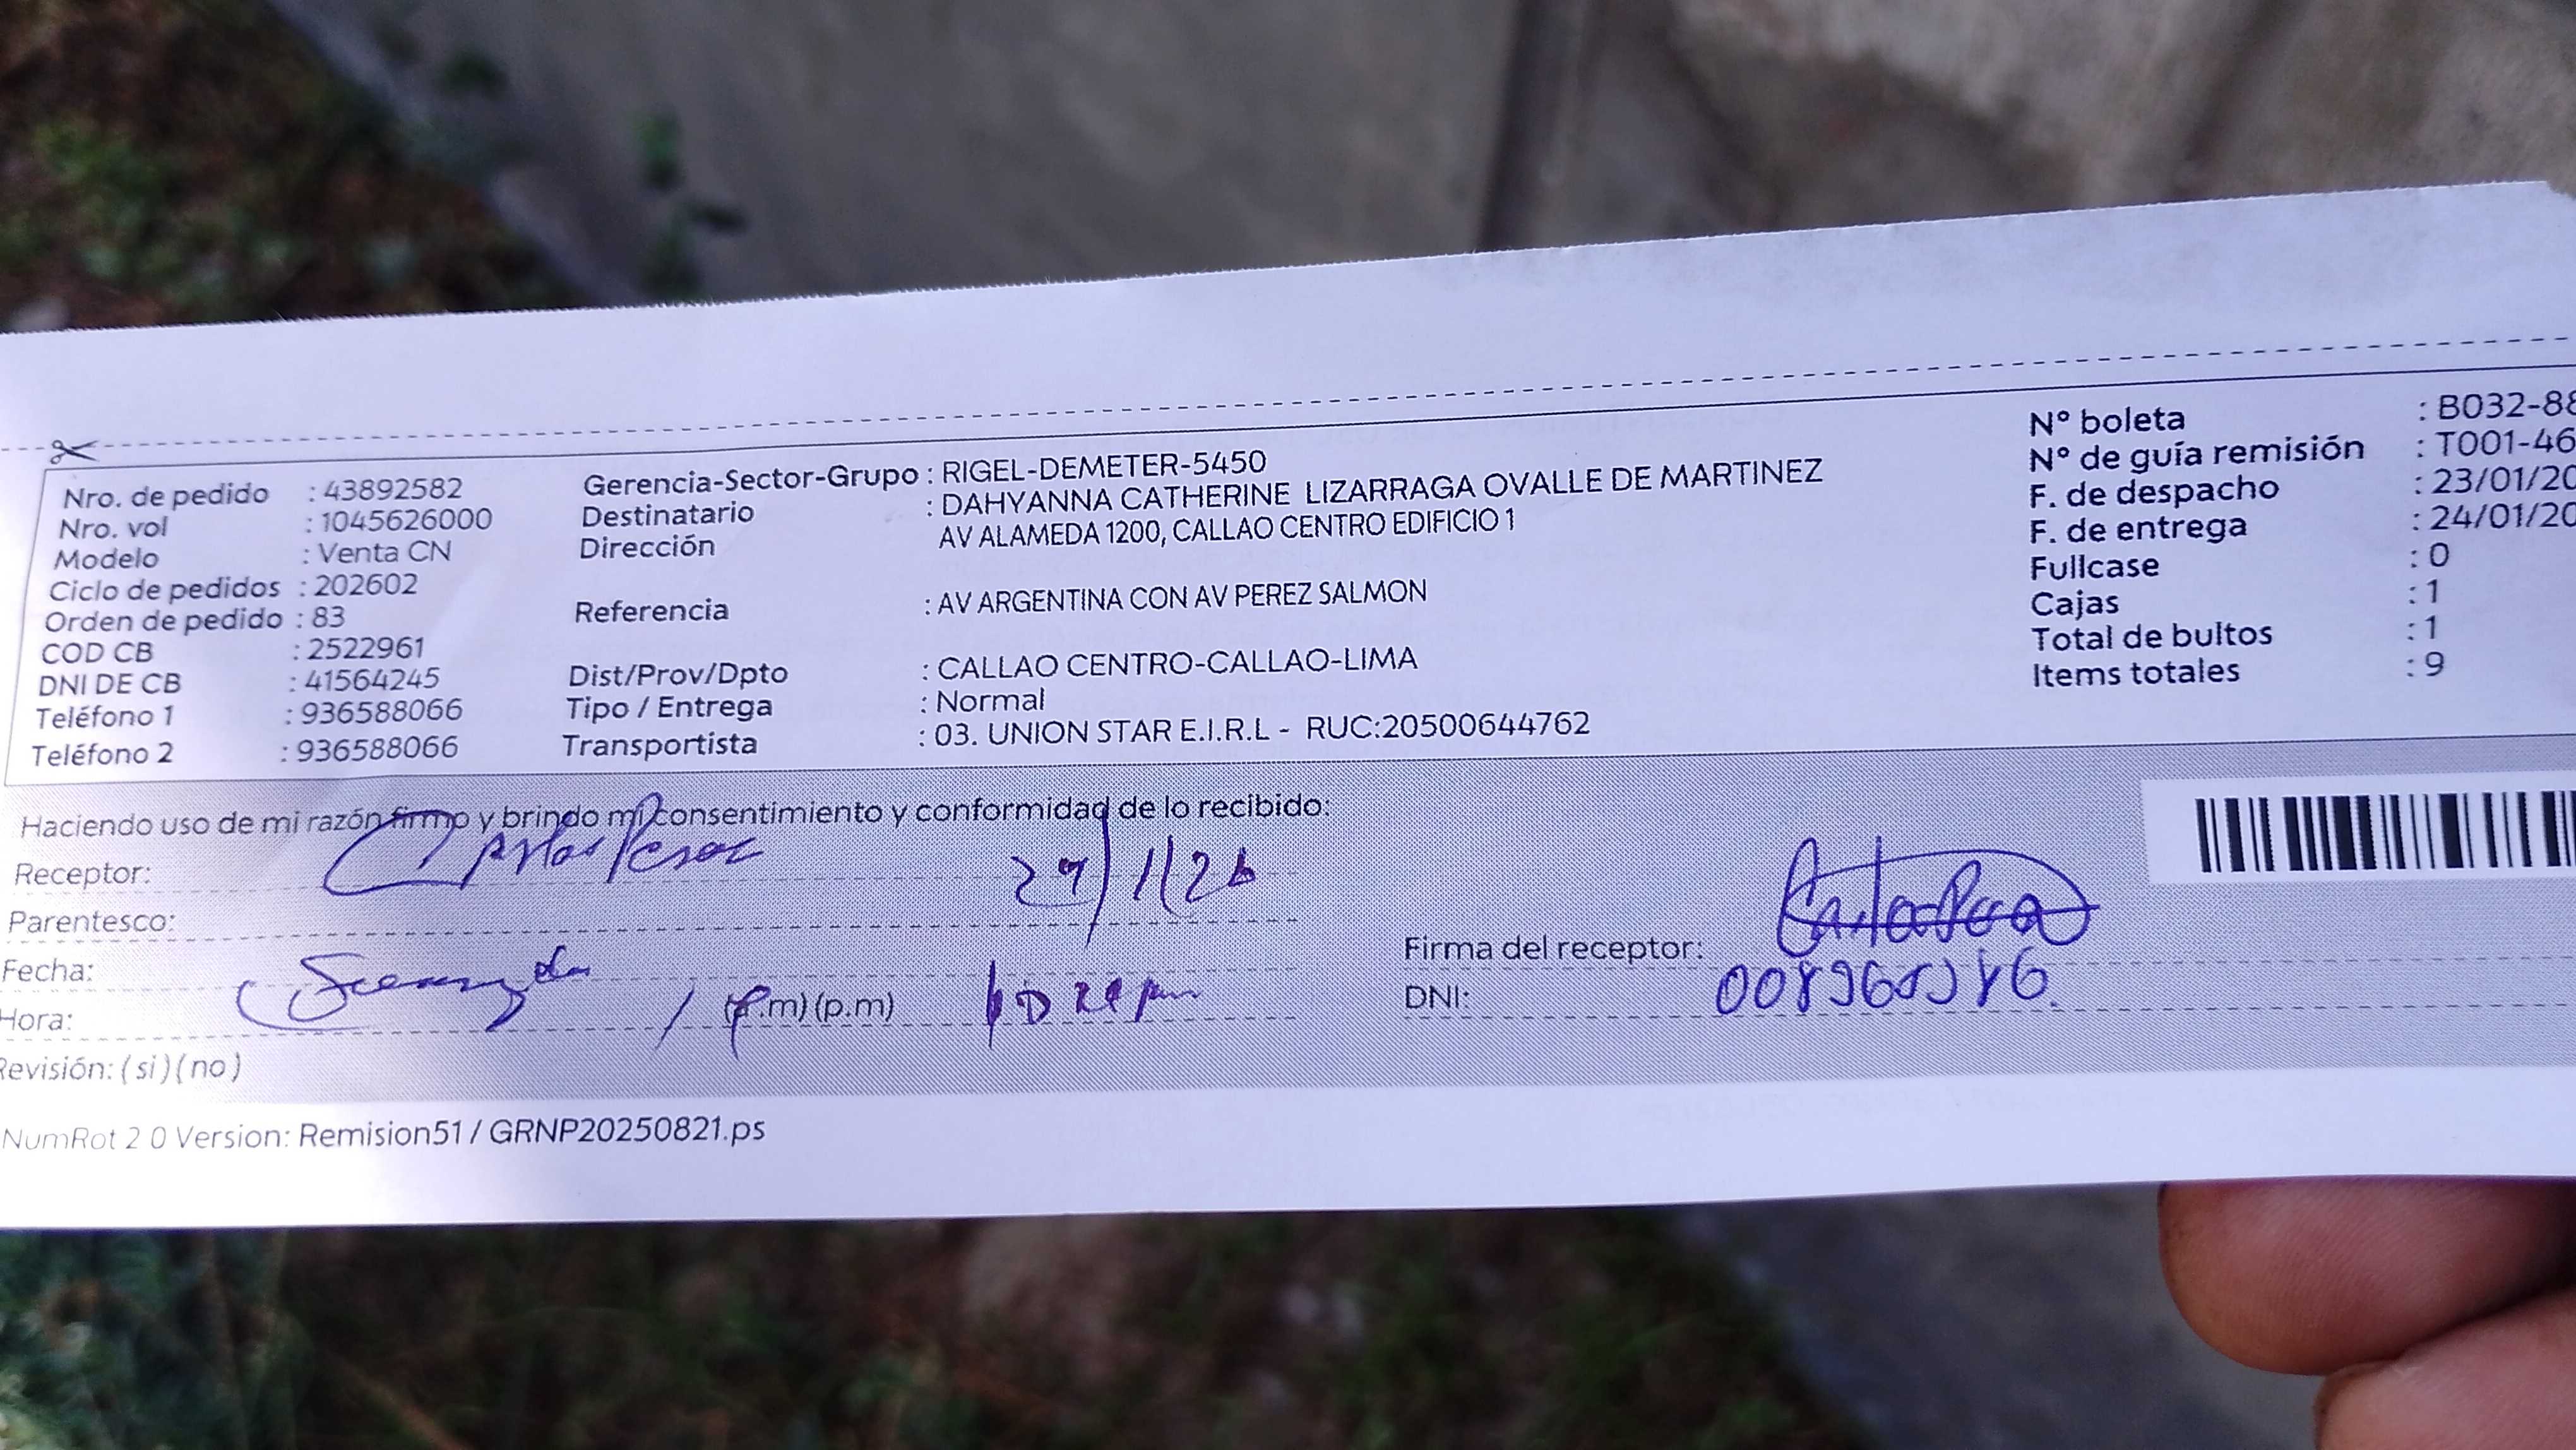 Nro. de pedido : 43892582
Nro. vol : 1045626000
Modelo : Venta CN
Ciclo de pedidos : 202602
Orden de pedido : 83
COD CB : 2522961
DNI DE CB : 41564245
Teléfono 1 : 936588066
Teléfono 2 : 936588066
Gerencia-Sector-Grupo : RIGEL-DEMETER-5450
Destinatario : DAHYANNA CATHERINE LIZARRAGA OVALLE DE MARTINEZ
Dirección AV ALAMEDA 1200, CALLAO CENTRO EDIFICIO 1
Referencia : AV ARGENTINA CON AV PEREZ SALMON
Dist/Prov/Dpto : CALLAO CENTRO-CALLAO-LIMA
Tipo / Entrega : Normal
Transportista : 03. UNION STAR E.I.R.L - RUC:20500644762
Nº boleta : B032-88
Nº de guía remisión : T001-46
F. de despacho : 23/01/20
F. de entrega : 24/01/20
Fullcase : 0
Cajas : 1
Total de bultos : 1
Items totales : 9
Haciendo uso de mi razón firmo y brindo mi consentimiento y conformidad de lo recibido:
Receptor: Carlos
Parentesco:
Fecha:
Hora: (a.m) (p.m)
Revisión: (si) (no)
Firma del receptor:
DNI:
NumRot 2 0 Version: Remision51 / GRNP20250821.ps